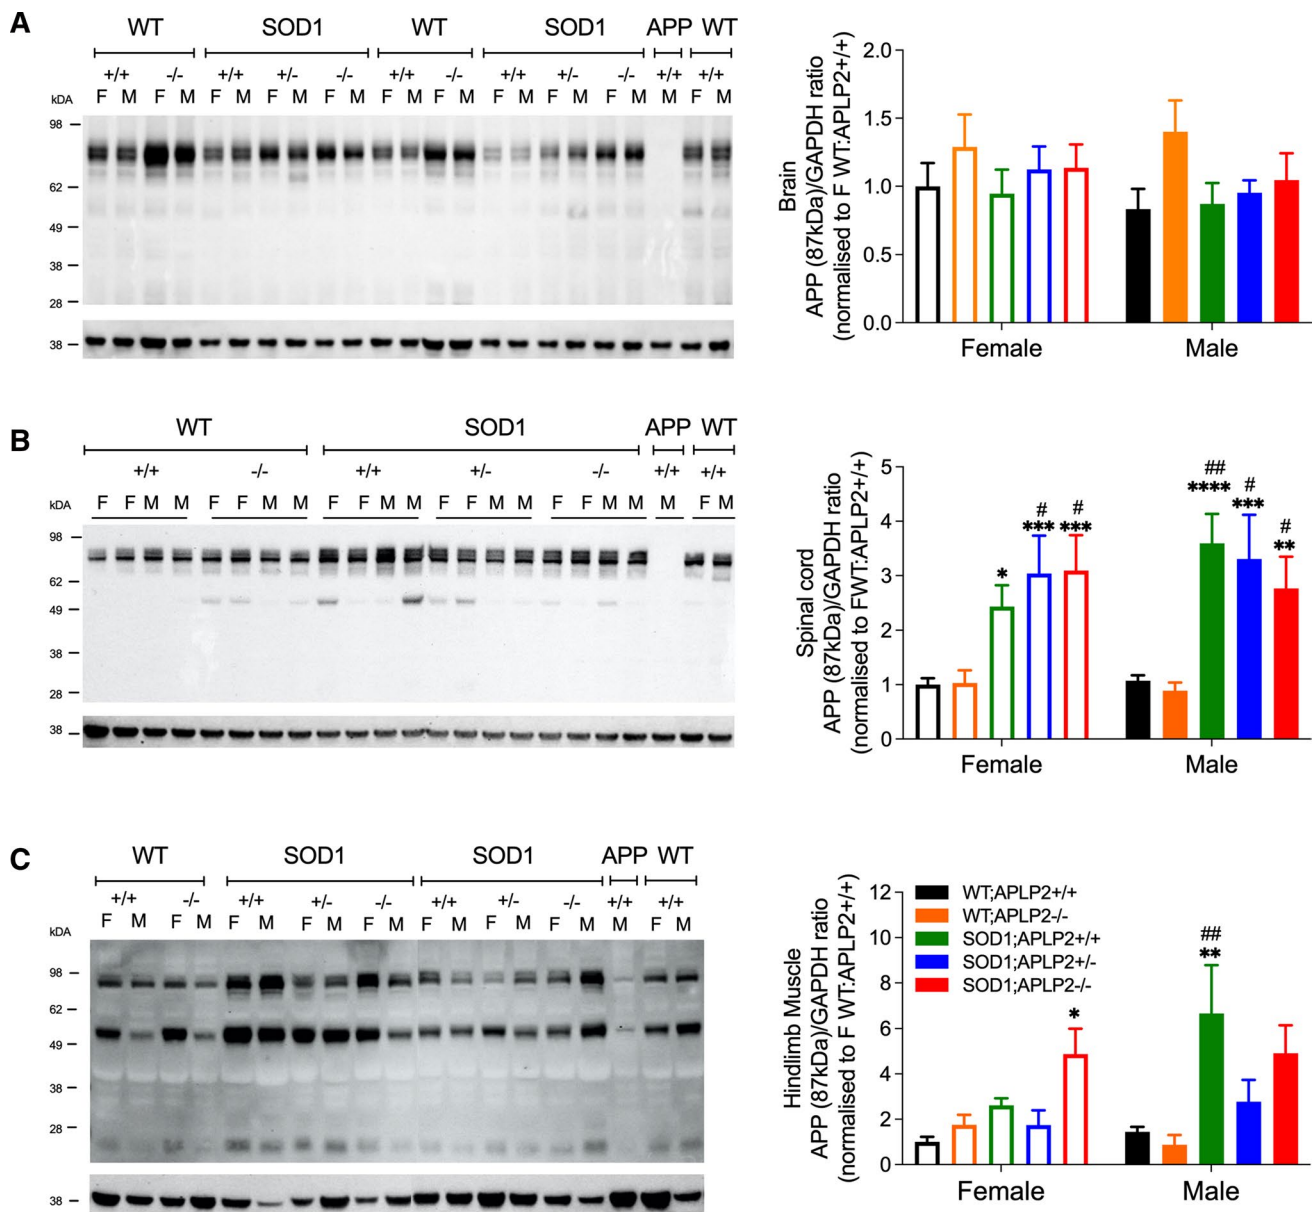 A
WT SOD1 WT SOD1 APP WT
+/+ -/- +/+ +/- -/- +/+ -/- +/+ +/- -/- +/+ +/+
kDA F M F M F M F M F M F M F M F M F M F M M F M
98
62
49
38
28
38
Brain
APP (87kDa)/GAPDH ratio
(normalised to F WT:APLP2+/+)
2.0
1.5
1.0
0.5
0.0
Female Male
B
WT SOD1 APP WT
+/+ -/- +/+ +/- -/- +/+ +/+
kDA F F M M F F M M F F M M F F M M F F M M M F M
98
62
49
38
28
38
Spinal cord
APP (87kDa)/GAPDH ratio
(normalised to FWT:APLP2+/+)
5
4
3
2
1
0
*
#
***
#
***
##
****
#
***
#
**
Female Male
C
WT SOD1 SOD1 APP WT
+/+ -/- +/+ +/- -/- +/+ +/- -/- +/+ +/+
kDA F M F M F M F M F M F M F M F M M F M
98
62
49
38
28
38
Hindlimb Muscle
APP (87kDa)/GAPDH ratio
(normalised to F WT:APLP2+/+)
12
10
8
6
4
2
0
WT;APLP2+/+
WT;APLP2-/-
SOD1;APLP2+/+
SOD1;APLP2+/-
SOD1;APLP2-/-
*
##
**
Female Male